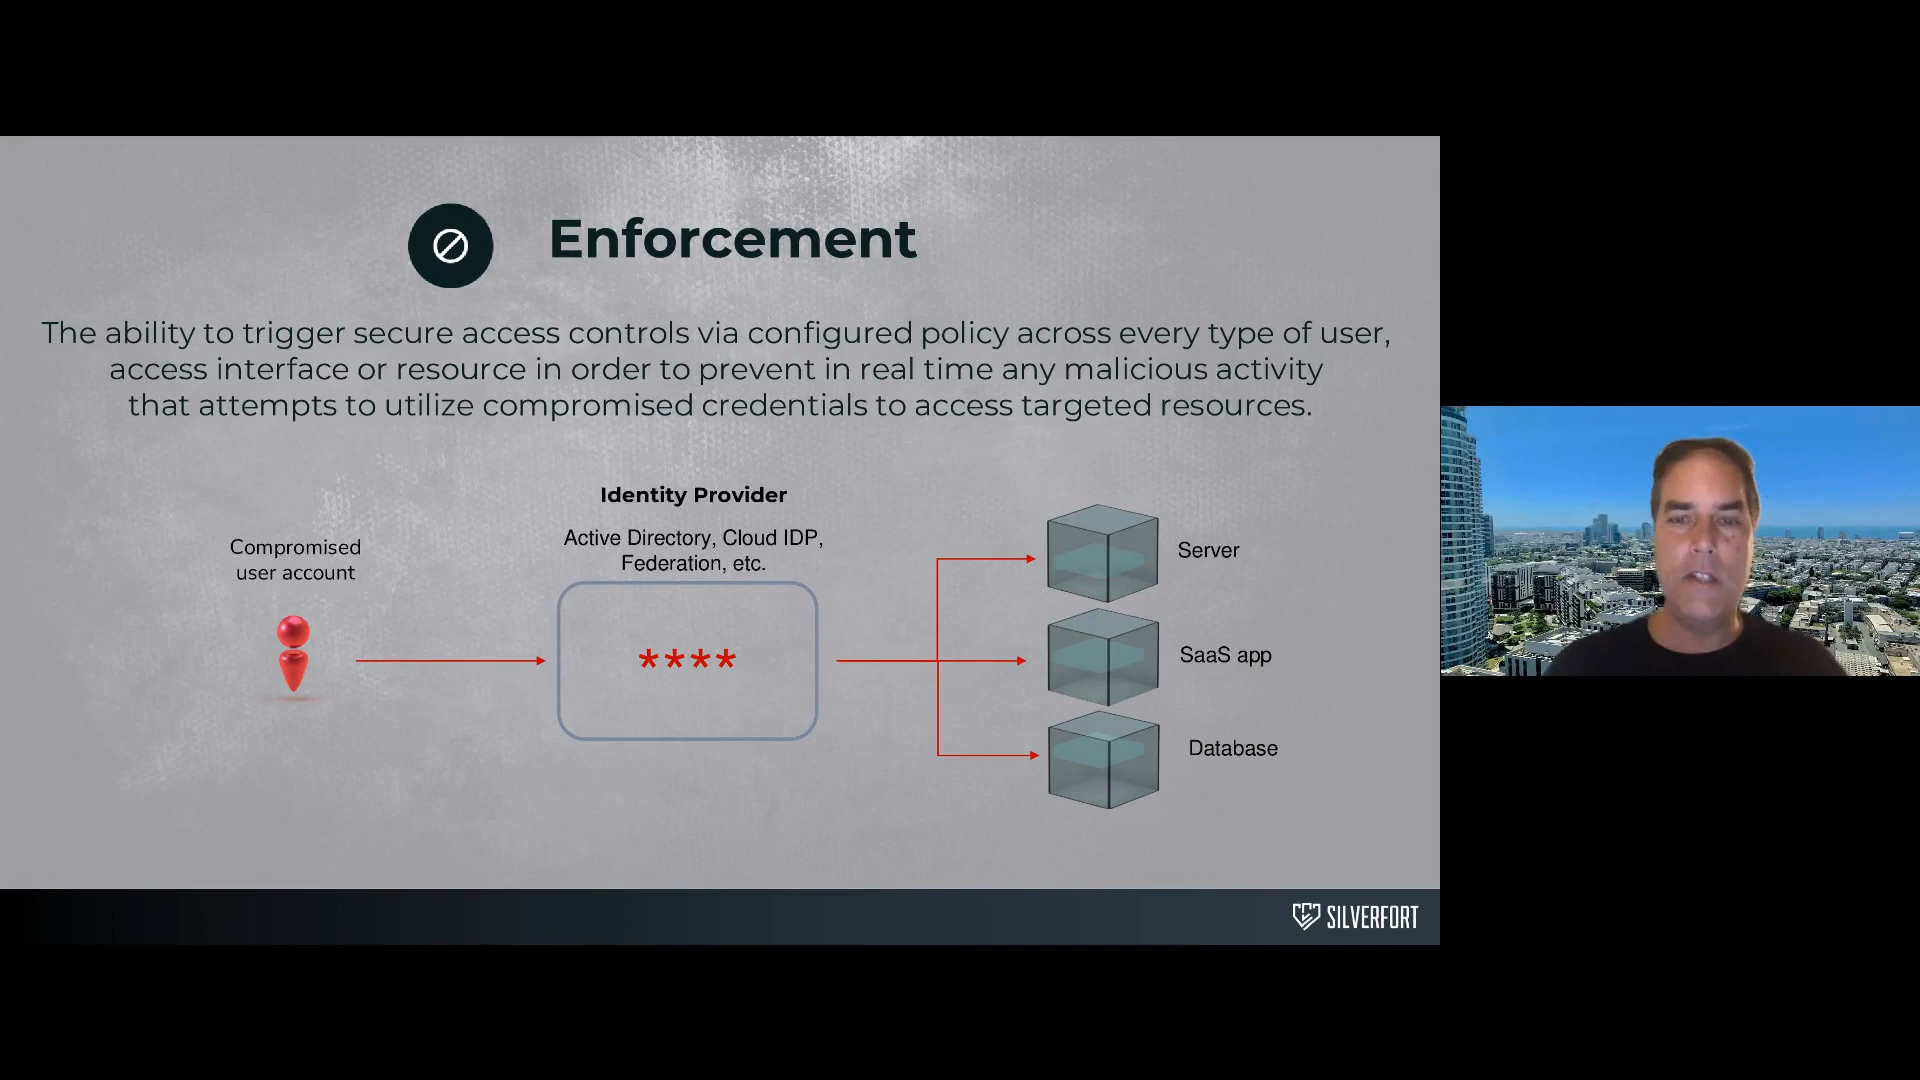 Enforcement
The ability to trigger secure access controls via configured policy across every type of user,
access interface or resource in order to prevent in real time any malicious activity
that attempts to utilize compromised credentials to access targeted resources.
Identity Provider
Active Directory, Cloud IDP,
Federation, etc.
Compromised
user account
****
Server
SaaS app
Database
SILVERFORT